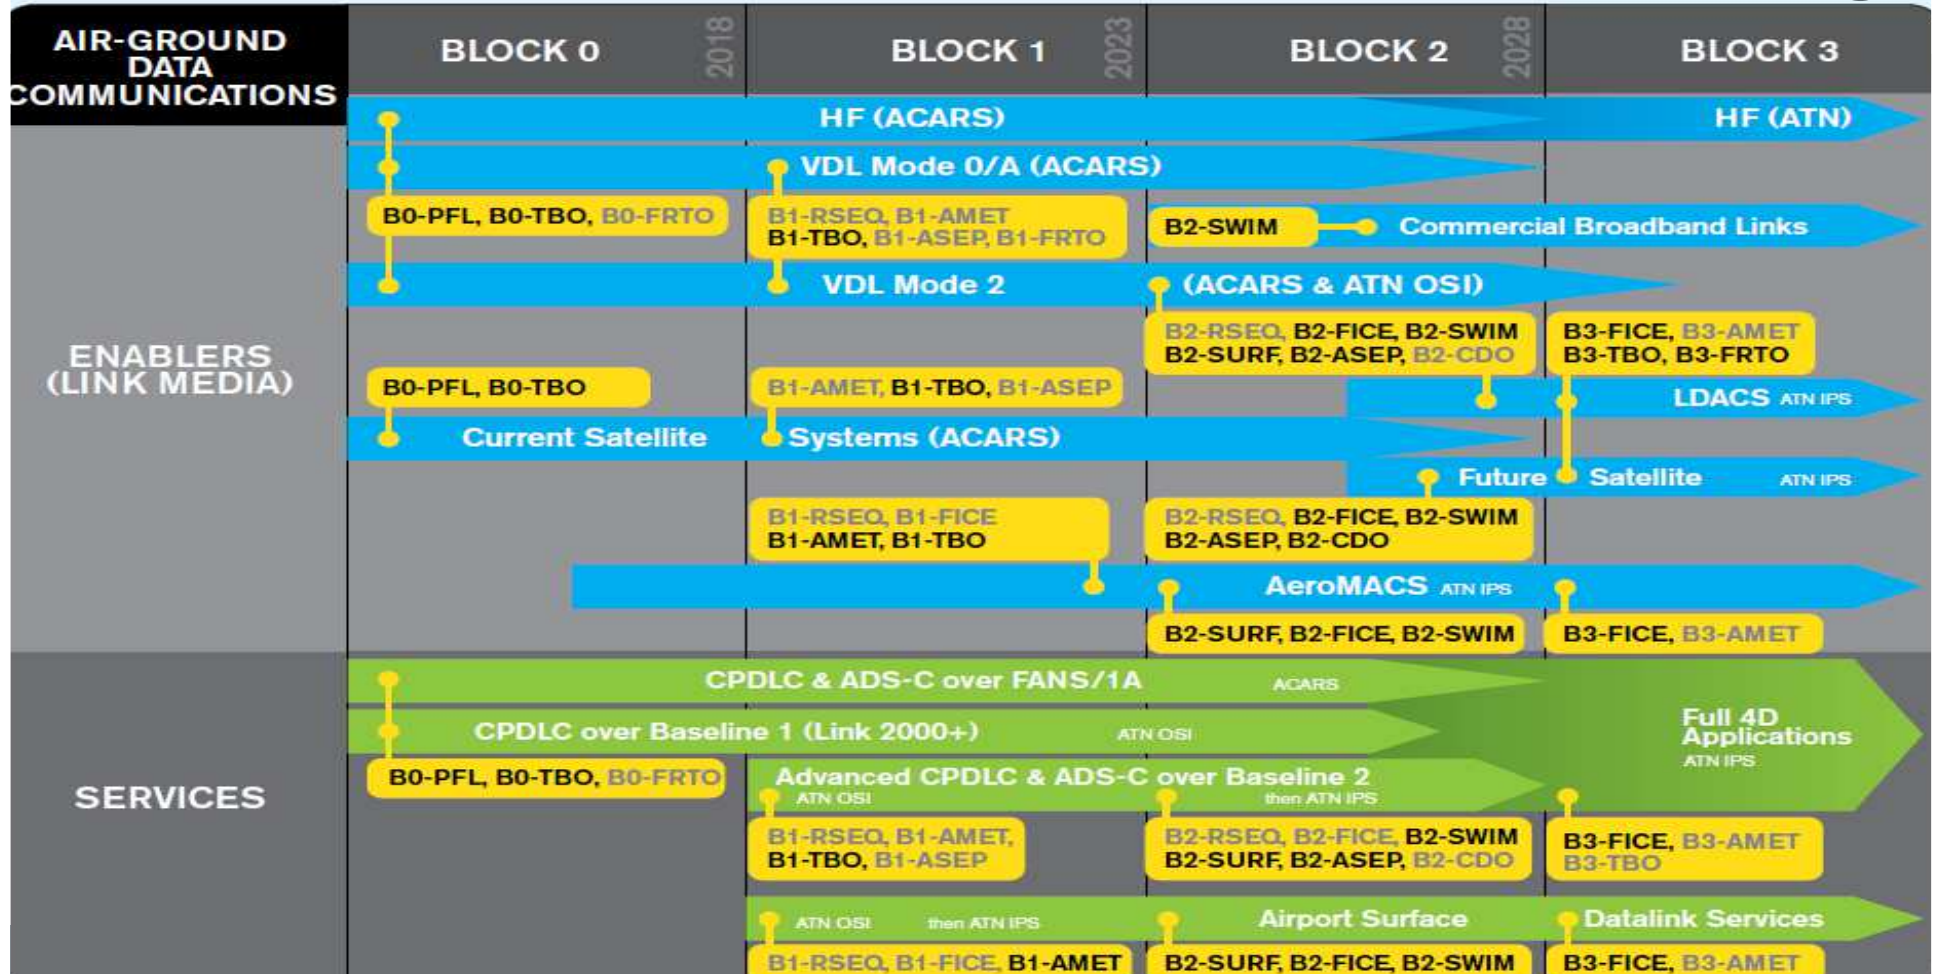 AIR-GROUND
DATA
COMMUNICATIONS
BLOCK 0
2018
BLOCK 1
2023
BLOCK 2
2028
BLOCK 3
HF (ACARS)
HF (ATN)
VDL Mode 0/A (ACARS)
B0-PFL, B0-TBO, B0-FRTO
B1-RSEQ, B1-AMET
B1-TBO, B1-ASEP, B1-FRTO
B2-SWIM
Commercial Broadband Links
VDL Mode 2
(ACARS & ATN OSI)
ENABLERS
(LINK MEDIA)
B2-RSEQ, B2-FICE, B2-SWIM
B2-SURF, B2-ASEP, B2-CDO
B3-FICE, B3-AMET
B3-TBO, B3-FRTO
B0-PFL, B0-TBO
B1-AMET, B1-TBO, B1-ASEP
LDACS ATN IPS
Current Satellite
Systems (ACARS)
Future
Satellite
ATN IPS
B1-RSEQ, B1-FICE
B1-AMET, B1-TBO
B2-RSEQ, B2-FICE, B2-SWIM
B2-ASEP, B2-CDO
AeroMACS ATN IPS
B2-SURF, B2-FICE, B2-SWIM
B3-FICE, B3-AMET
SERVICES
CPDLC & ADS-C over FANS/1A
ACARS
CPDLC over Baseline 1 (Link 2000+)
ATN OSI
Full 4D
Applications
ATN IPS
B0-PFL, B0-TBO, B0-FRTO
Advanced CPDLC & ADS-C over Baseline 2
ATN OSI
then ATN IPS
B1-RSEQ, B1-AMET,
B1-TBO, B1-ASEP
B2-RSEQ, B2-FICE, B2-SWIM
B2-SURF, B2-ASEP, B2-CDO
B3-FICE, B3-AMET
B3-TBO
ATN OSI
then ATN IPS
Airport Surface
Datalink Services
B1-RSEQ, B1-FICE, B1-AMET
B2-SURF, B2-FICE, B2-SWIM
B3-FICE, B3-AMET